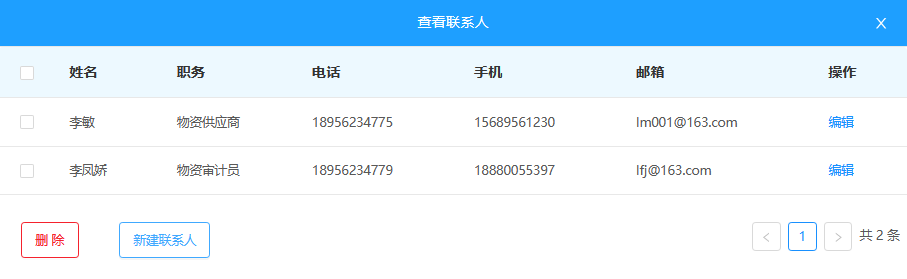 查看联系人 X
姓名 职务 电话 手机 邮箱 操作
李敏 物资供应商 18956234775 15689561230 lm001@163.com 编辑
李凤娇 物资审计员 18956234779 18880055397 lfj@163.com 编辑
删 除 新建联系人 < 1 > 共 2 条